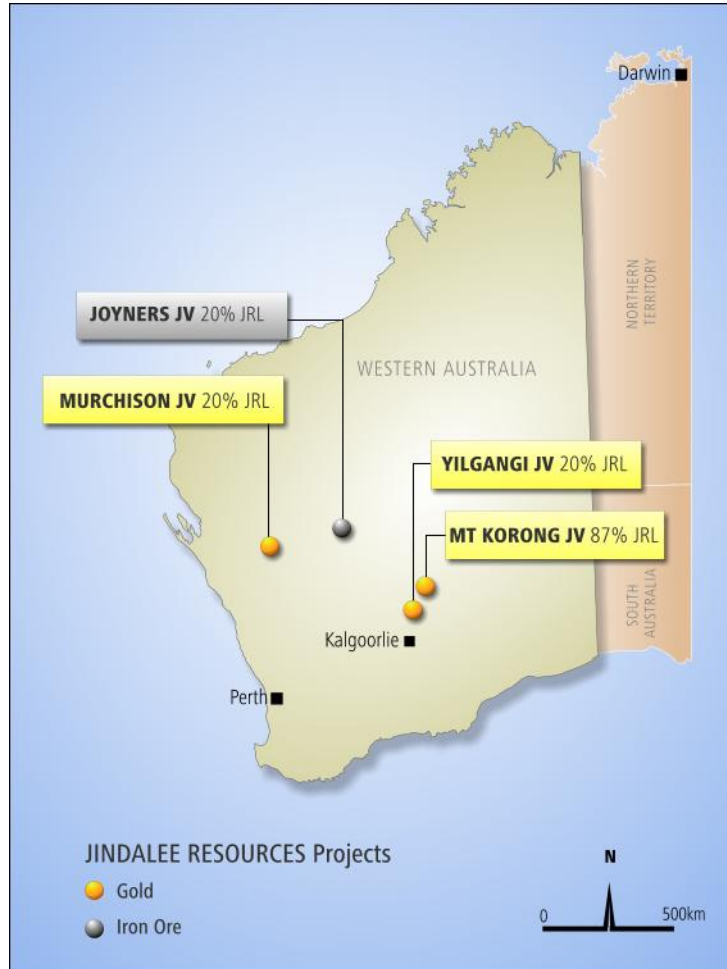 Darwin
NORTHERN
TERRITORY
JOYNERS JV 20% JRL
WESTERN AUSTRALIA
MURCHISON JV 20% JRL
YILGANGI JV 20% JRL
MT KORONG JV 87% JRL
SOUTH
AUSTRALIA
Kalgoorlie
Perth
JINDALEE RESOURCES Projects
Gold
Iron Ore
N
0 500km